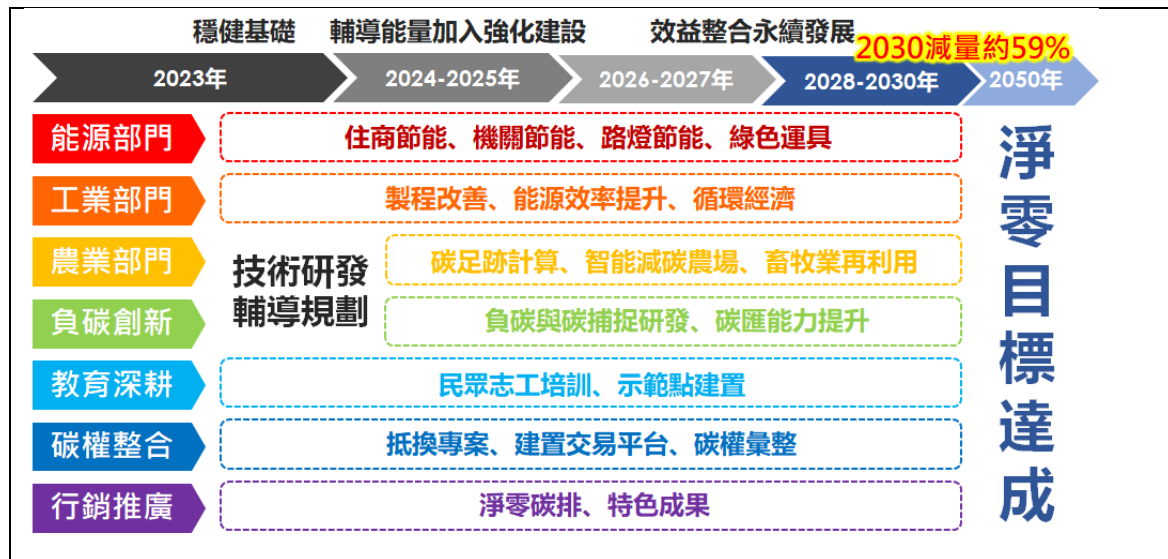 穩健基礎 輔導能量加入強化建設 效益整合永續發展
2030減量約59%
2023年 2024-2025年 2026-2027年 2028-2030年 2050年
能源部門 住商節能、機關節能、路燈節能、綠色運具
工業部門 製程改善、能源效率提升、循環經濟
農業部門 碳足跡計算、智能減碳農場、畜牧業再利用
技術研發
輔導規劃
負碳創新 負碳與碳捕捉研發、碳匯能力提升
教育深耕 民眾志工培訓、示範點建置
碳權整合 抵換專案、建置交易平台、碳權彙整
行銷推廣 淨零碳排、特色成果
淨零目標達成